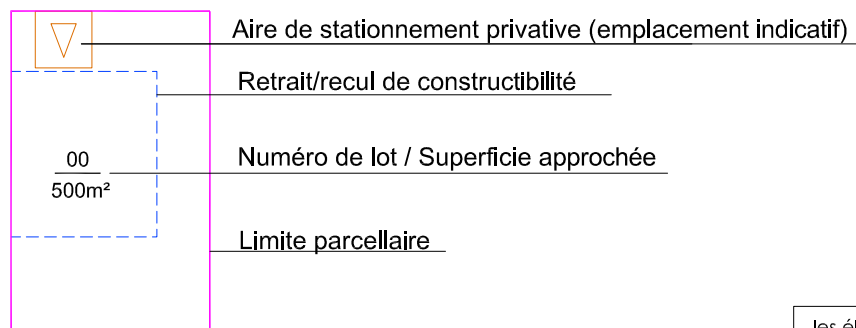 Aire de stationnement privative (emplacement indicatif)
Retrait/recul de constructibilité
00
500m²
Numéro de lot / Superficie approchée
Limite parcellaire
les